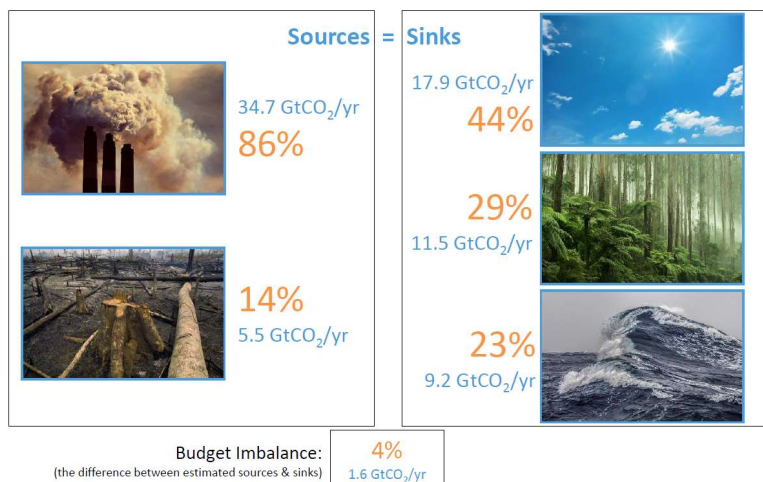 Sources = Sinks
34.7 GtCO₂/yr
86%
14%
5.5 GtCO₂/yr
17.9 GtCO₂/yr
44%
29%
11.5 GtCO₂/yr
23%
9.2 GtCO₂/yr
Budget Imbalance:
(the difference between estimated sources & sinks)
4%
1.6 GtCO₂/yr